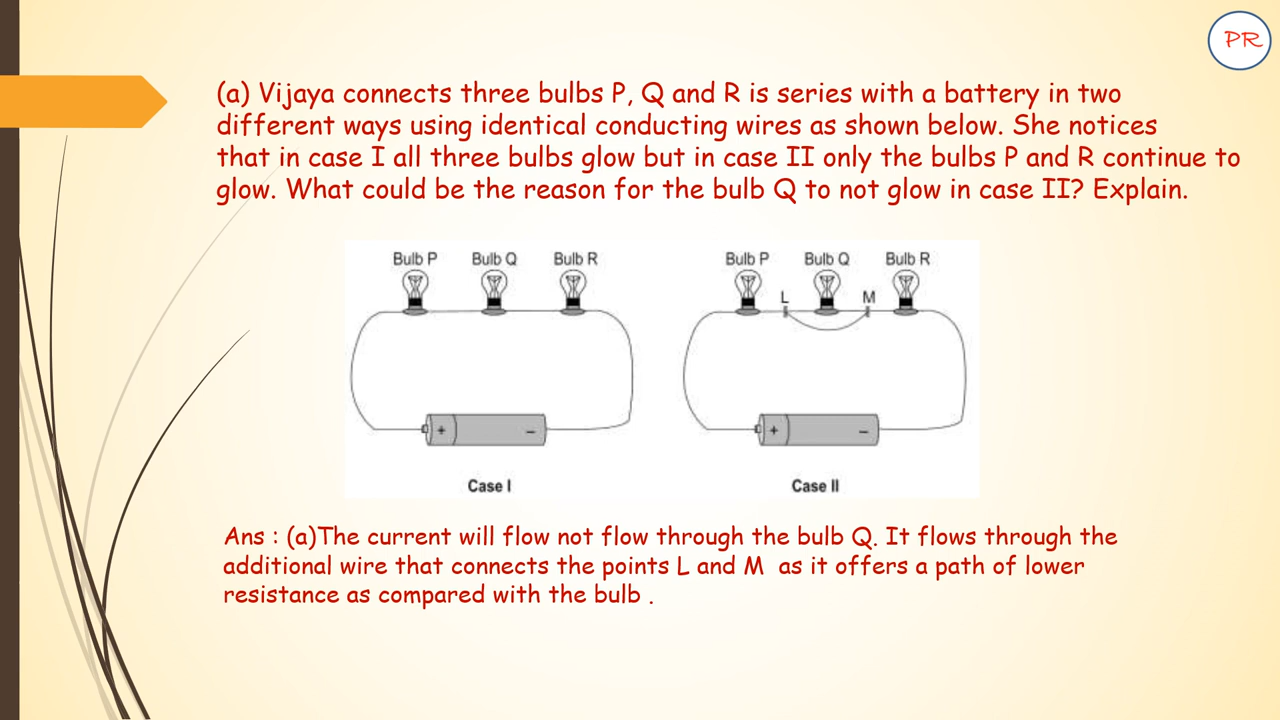 PR
(a) Vijaya connects three bulbs P, Q and R is series with a battery in two
different ways using identical conducting wires as shown below. She notices
that in case I all three bulbs glow but in case II only the bulbs P and R continue to
glow. What could be the reason for the bulb Q to not glow in case II? Explain.
Bulb P Bulb Q Bulb R Bulb P Bulb Q Bulb R
L M
+ − + −
Case I Case II
Ans : (a)The current will flow not flow through the bulb Q. It flows through the
additional wire that connects the points L and M as it offers a path of lower
resistance as compared with the bulb .